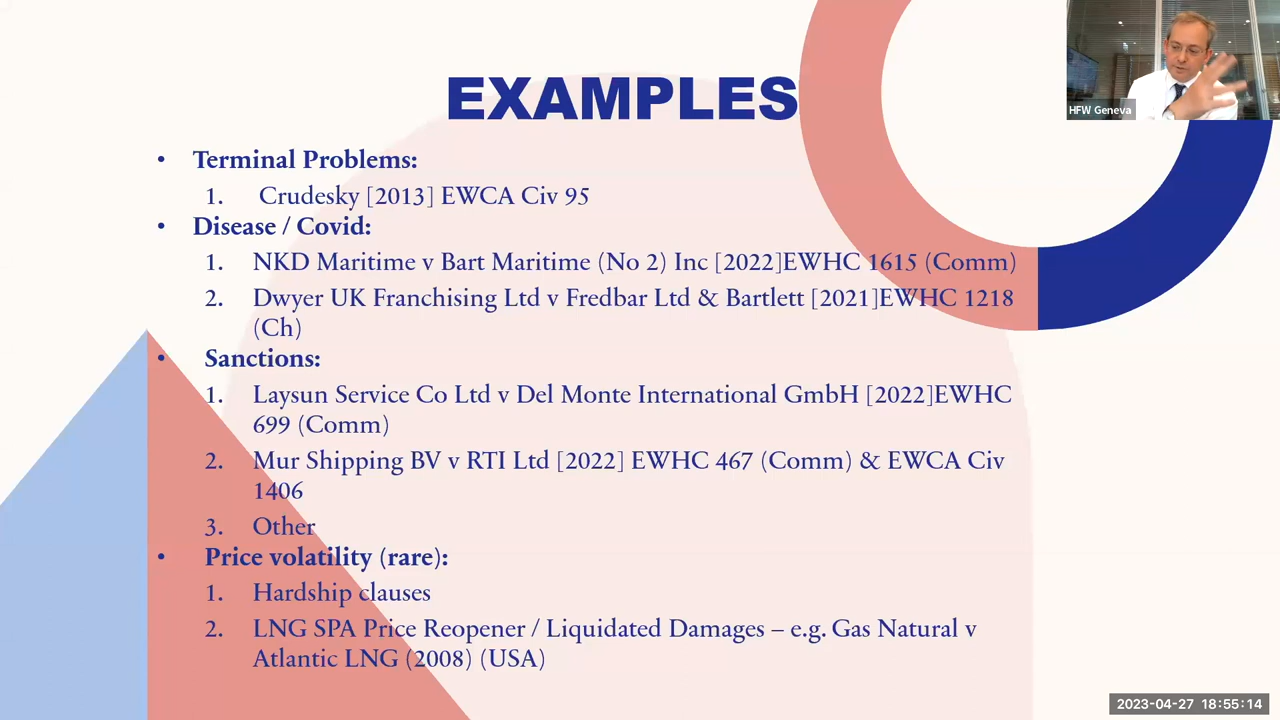 EXAMPLES
HFW Geneva
• Terminal Problems:
1. Crudesky [2013] EWCA Civ 95
• Disease / Covid:
1. NKD Maritime v Bart Maritime (No 2) Inc [2022]EWHC 1615 (Comm)
2. Dwyer UK Franchising Ltd v Fredbar Ltd & Bartlett [2021]EWHC 1218
(Ch)
• Sanctions:
1. Laysun Service Co Ltd v Del Monte International GmbH [2022]EWHC
699 (Comm)
2. Mur Shipping BV v RTI Ltd [2022] EWHC 467 (Comm) & EWCA Civ
1406
3. Other
• Price volatility (rare):
1. Hardship clauses
2. LNG SPA Price Reopener / Liquidated Damages – e.g. Gas Natural v
Atlantic LNG (2008) (USA)
2023-04-27 18:55:14